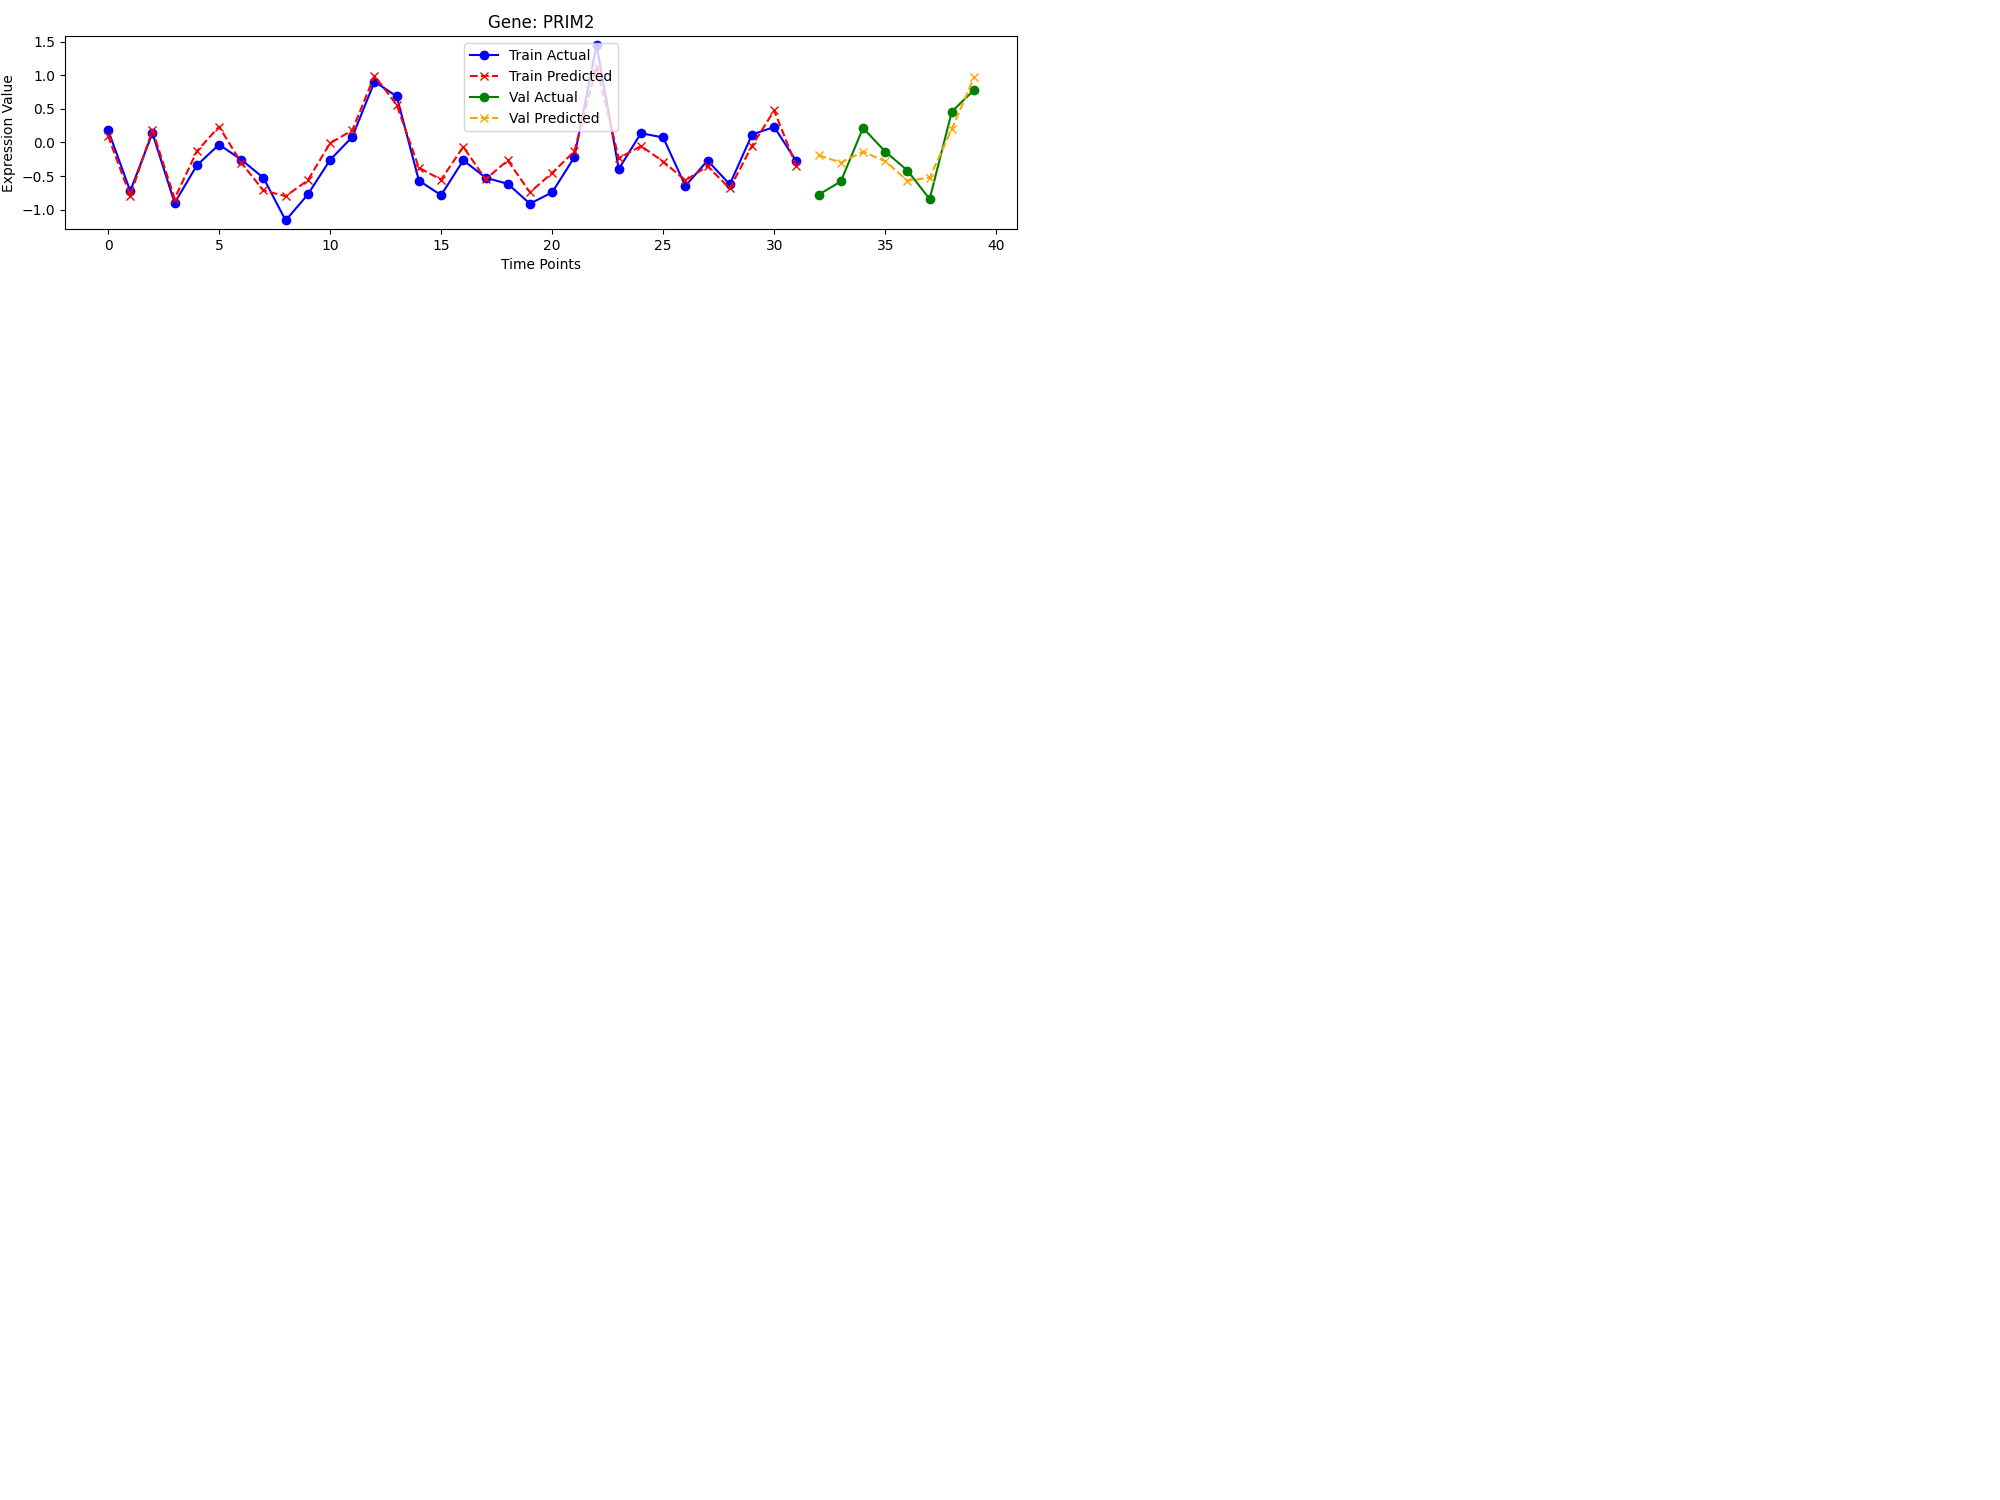 Gene: PRIM2
Expression Value
1.5
1.0
0.5
0.0
−0.5
−1.0
Train Actual
Train Predicted
Val Actual
Val Predicted
0 5 10 15 20 25 30 35 40
Time Points